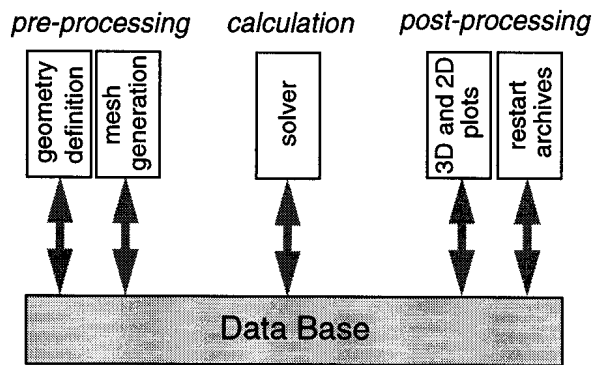 pre-processing
calculation
post-processing
geometry
definition
mesh
generation
solver
3D and 2D
plots
restart
archives
Data Base